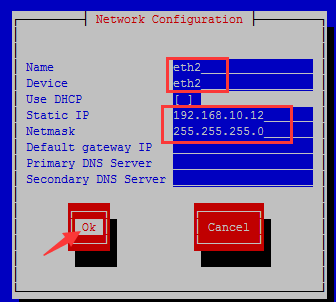 Network Configuration
Name eth2
Device eth2
Use DHCP [ ]
Static IP 192.168.10.12
Netmask 255.255.255.0
Default gateway IP
Primary DNS Server
Secondary DNS Server
Ok Cancel